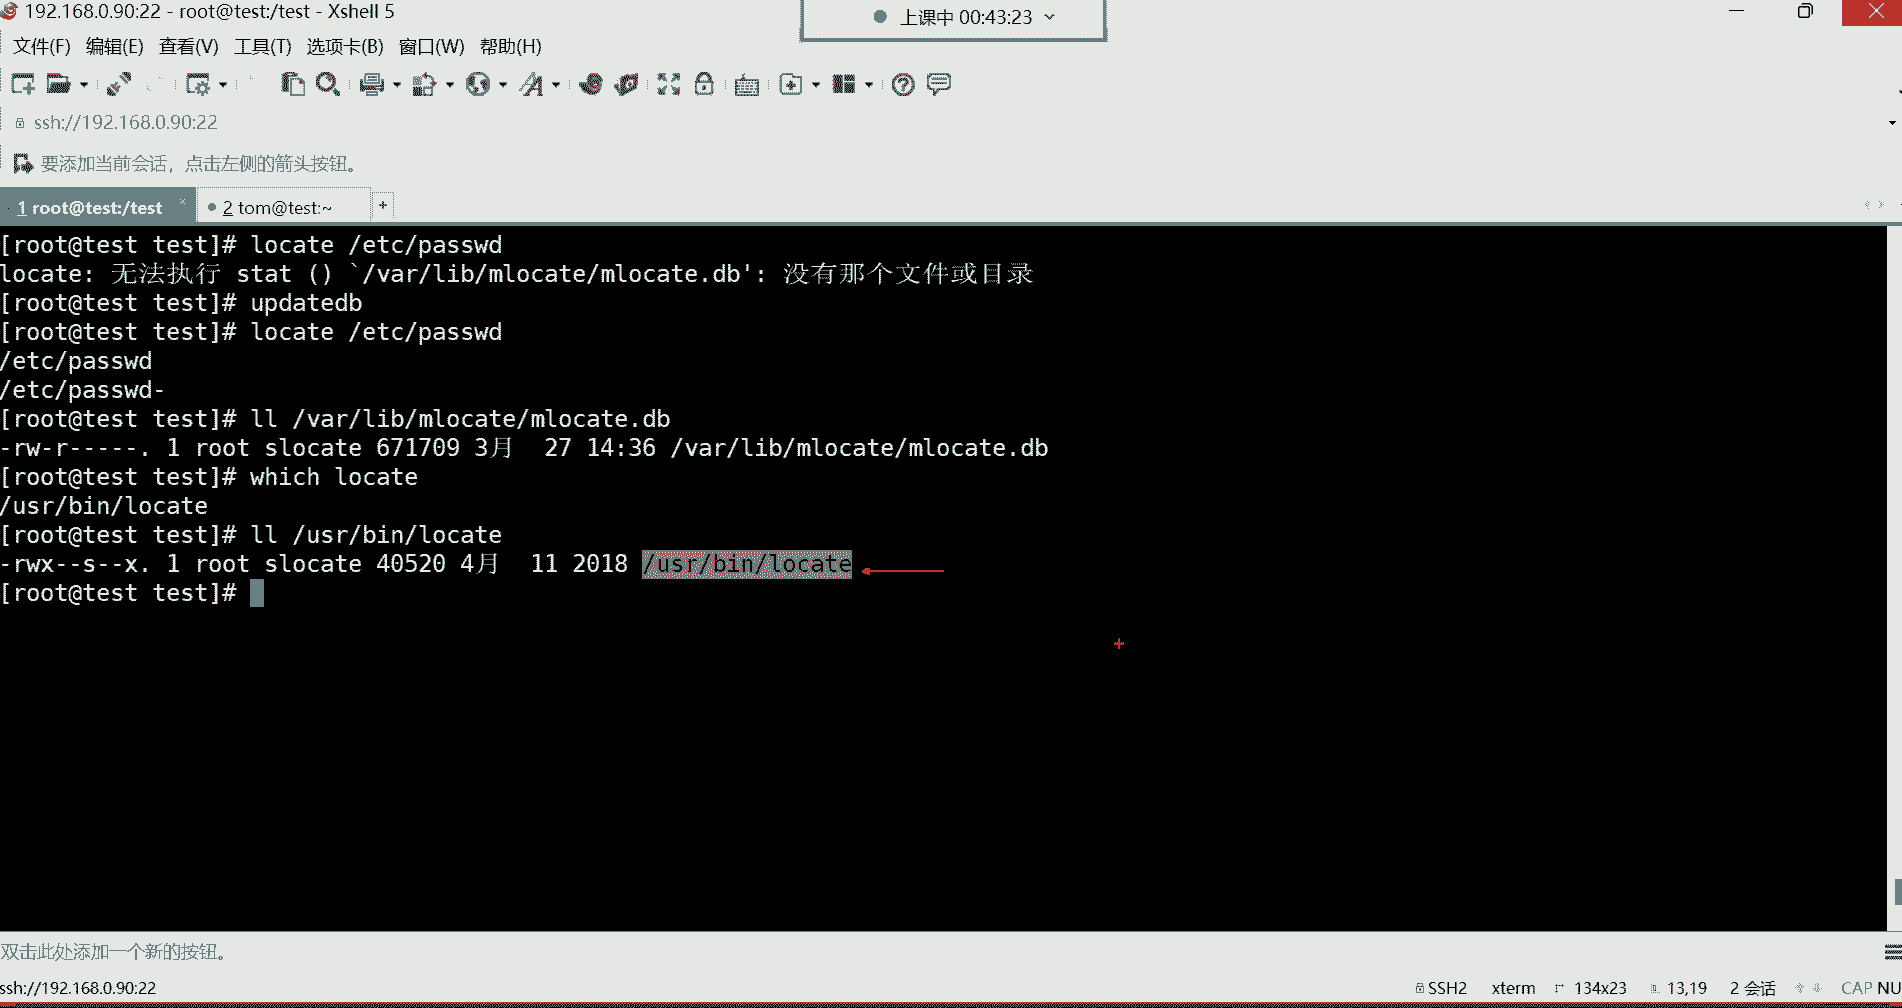 192.168.0.90:22 - root@test:/test - Xshell 5
上课中 00:43:23
文件(F) 编辑(E) 查看(V) 工具(T) 选项卡(B) 窗口(W) 帮助(H)
ssh://192.168.0.90:22
要添加当前会话，点击左侧的箭头按钮。
1 root@test:/test × 2 tom@test:~ +
[root@test test]# locate /etc/passwd
locate: 无法执行 stat () `/var/lib/mlocate/mlocate.db': 没有那个文件或目录
[root@test test]# updatedb
[root@test test]# locate /etc/passwd
/etc/passwd
/etc/passwd-
[root@test test]# ll /var/lib/mlocate/mlocate.db
-rw-r-----. 1 root slocate 671709 3月  27 14:36 /var/lib/mlocate/mlocate.db
[root@test test]# which locate
/usr/bin/locate
[root@test test]# ll /usr/bin/locate
-rwx--s--x. 1 root slocate 40520 4月  11 2018 /usr/bin/locate
[root@test test]#
双击此处添加一个新的按钮。
ssh://192.168.0.90:22 SSH2 xterm 134x23 13,19 2 会话 CAP NU